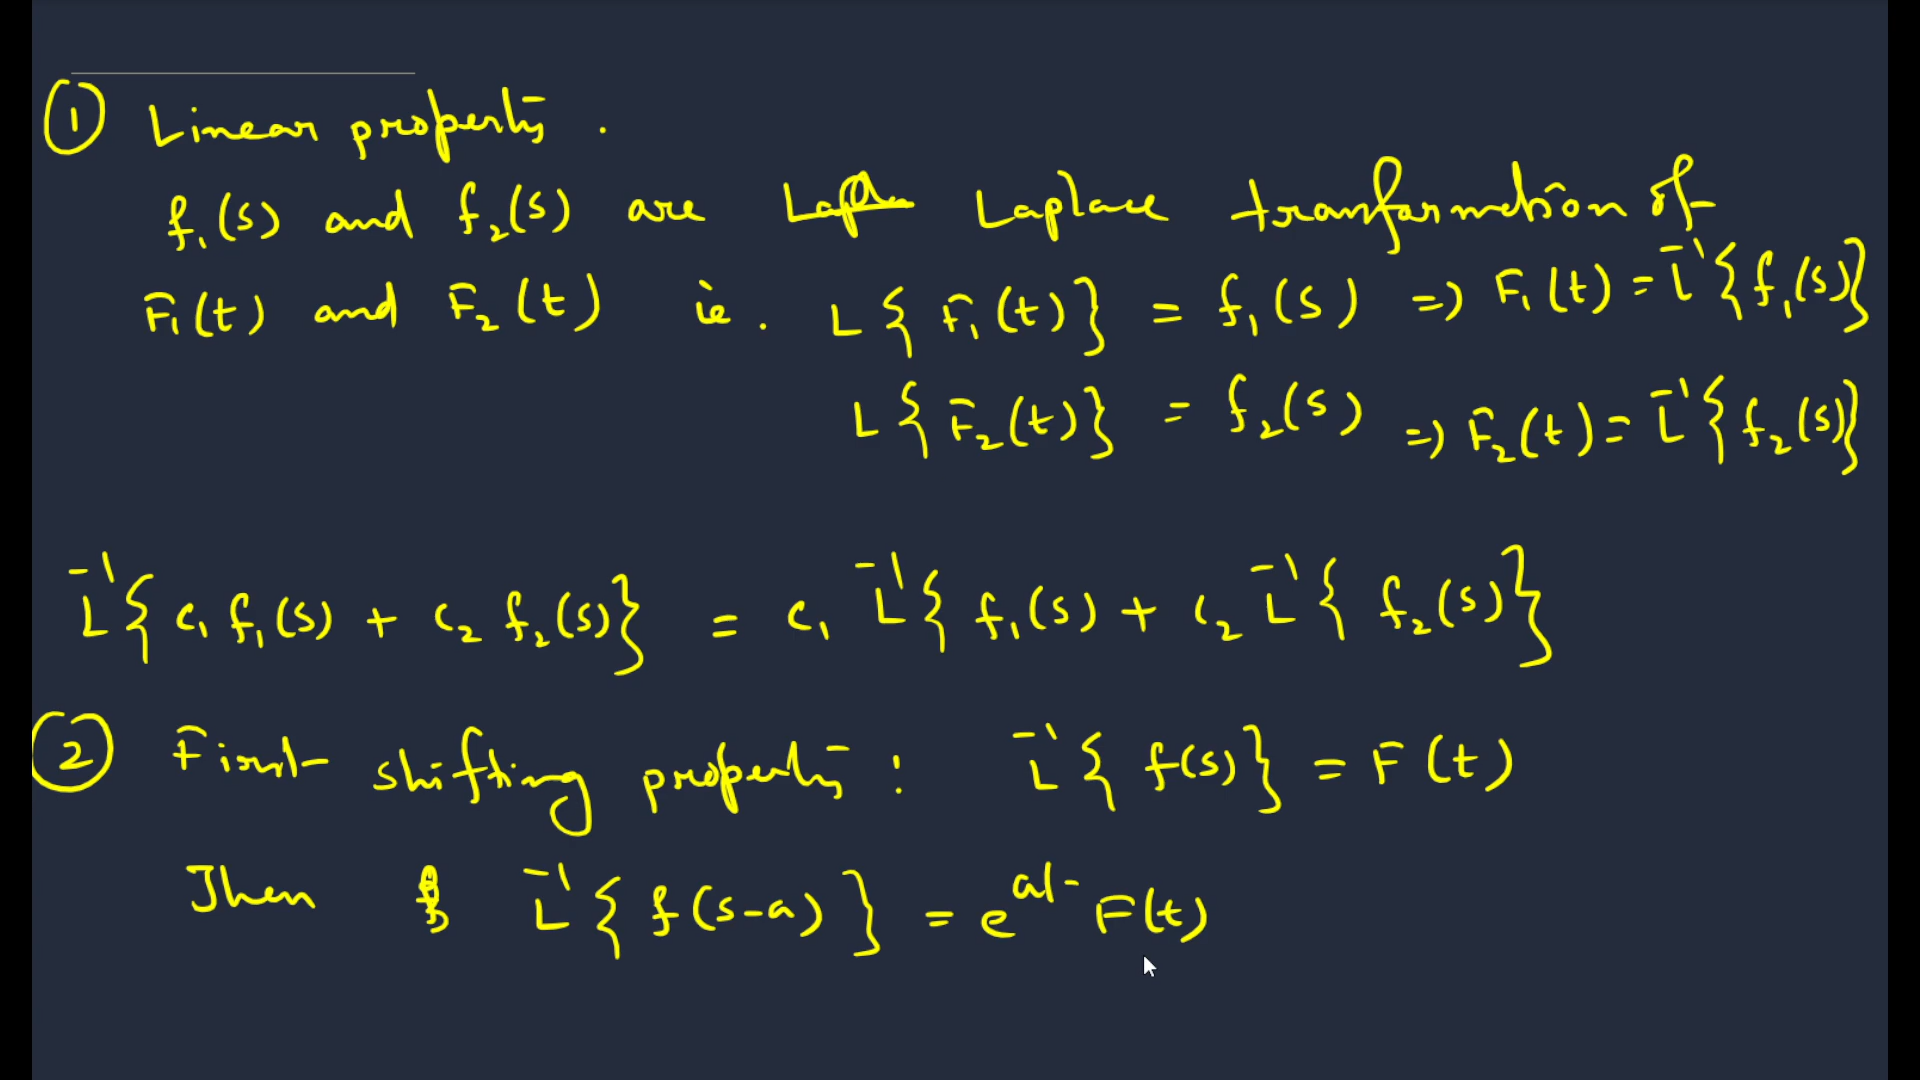 ① Linear property.
f₁(s) and f₂(s) are Laplace transformation of
F₁(t) and F₂(t) ie. L{F₁(t)} = f₁(s) => F₁(t) = L⁻¹{f₁(s)}
L{F₂(t)} = f₂(s) => F₂(t) = L⁻¹{f₂(s)}
L⁻¹{c₁ f₁(s) + c₂ f₂(s)} = c₁ L⁻¹{f₁(s) + c₂ L⁻¹{f₂(s)}
② First shifting property : L⁻¹{f(s)} = F(t)
Then L⁻¹{f(s-a)} = e^{at} F(t)